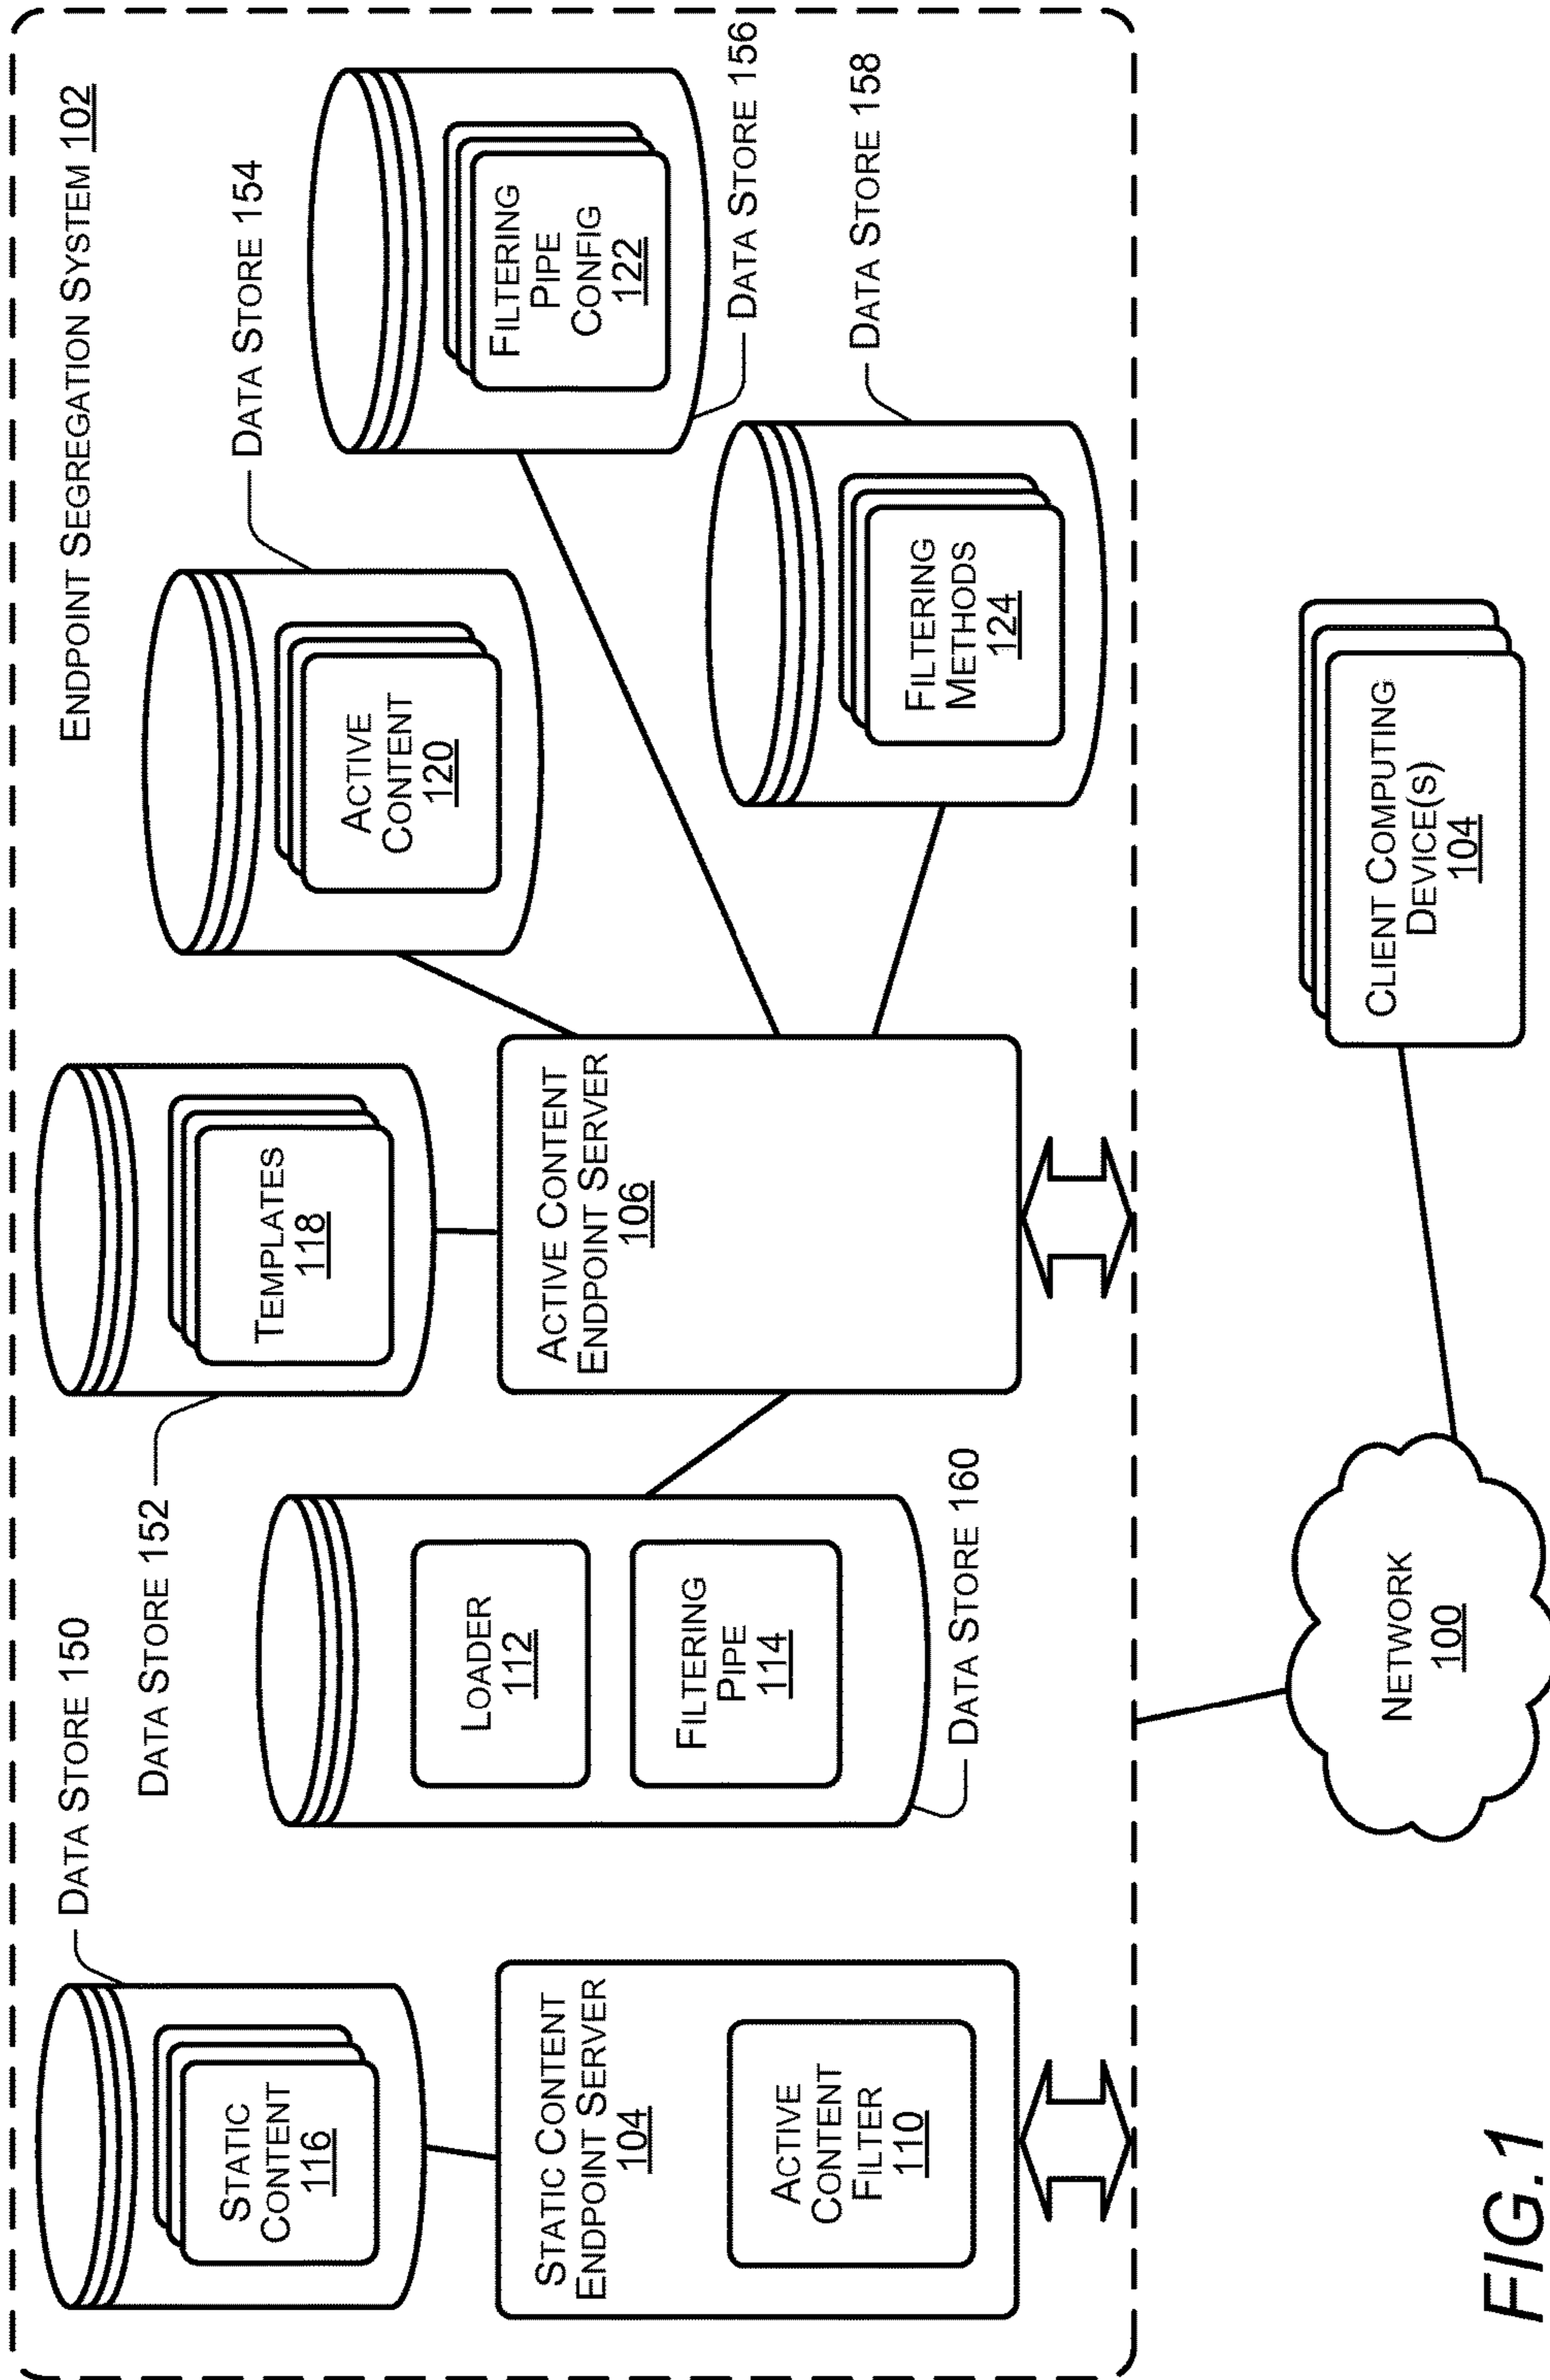 ENDPOINT SEGREGATION SYSTEM 102
DATA STORE 150
STATIC
CONTENT
116
STATIC CONTENT
ENDPOINT SERVER
104
ACTIVE
CONTENT
FILTER
110
DATA STORE 152
TEMPLATES
118
LOADER
112
FILTERING
PIPE
114
DATA STORE 160
ACTIVE CONTENT
ENDPOINT SERVER
106
DATA STORE 154
ACTIVE
CONTENT
120
FILTERING
PIPE
CONFIG
122
DATA STORE 156
DATA STORE 158
FILTERING
METHODS
124
NETWORK
100
CLIENT COMPUTING
DEVICE(S)
104
FIG.1